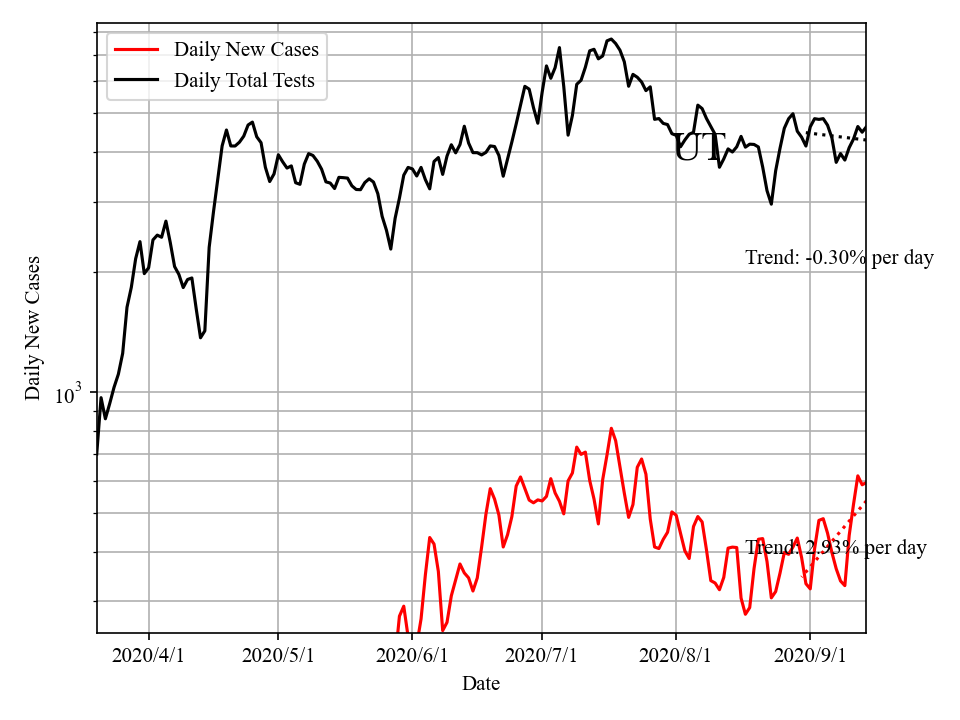 Daily New Cases
Daily Total Tests
UT
Trend: -0.30% per day
Daily New Cases
10³
Trend: 2.93% per day
2020/4/1 2020/5/1 2020/6/1 2020/7/1 2020/8/1 2020/9/1
Date